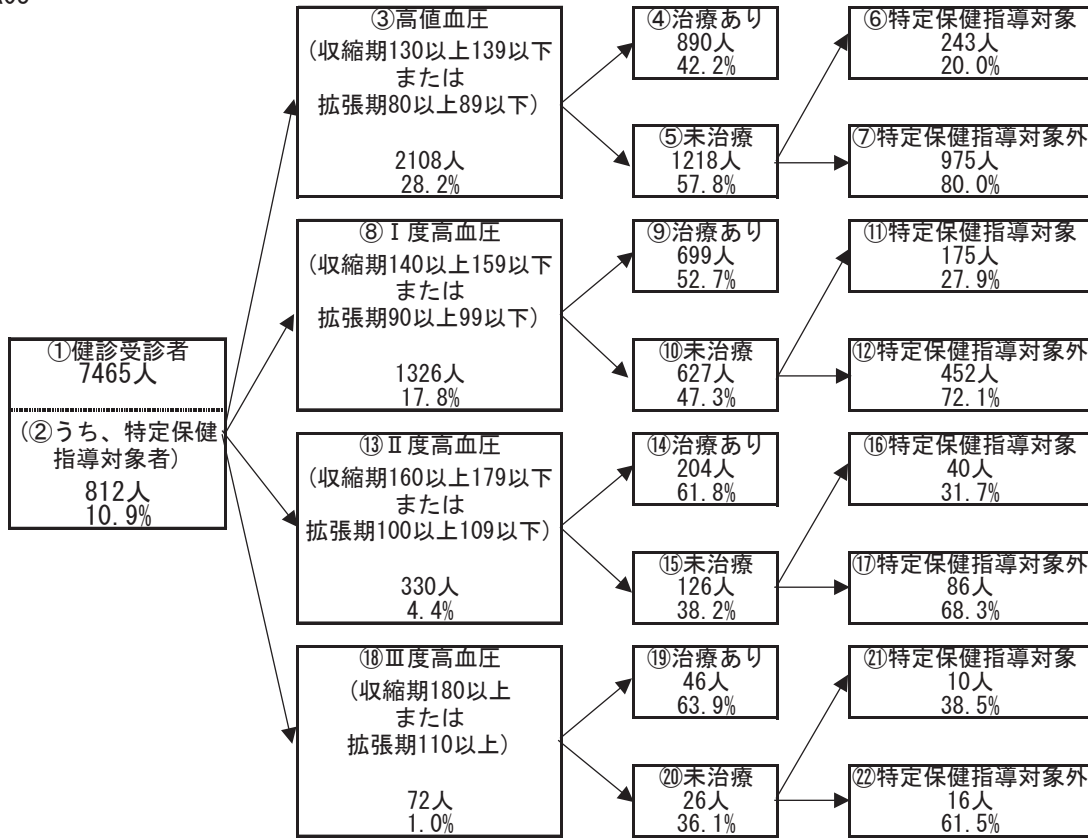 ①健診受診者
7465人
(②うち、特定保健
指導対象者)
812人
10.9%
③高値血圧
(収縮期130以上139以下
または
拡張期80以上89以下)
2108人
28.2%
④治療あり
890人
42.2%
⑤未治療
1218人
57.8%
⑥特定保健指導対象
243人
20.0%
⑦特定保健指導対象外
975人
80.0%
⑧Ⅰ度高血圧
(収縮期140以上159以下
または
拡張期90以上99以下)
1326人
17.8%
⑨治療あり
699人
52.7%
⑩未治療
627人
47.3%
⑪特定保健指導対象
175人
27.9%
⑫特定保健指導対象外
452人
72.1%
⑬Ⅱ度高血圧
(収縮期160以上179以下
または
拡張期100以上109以下)
330人
4.4%
⑭治療あり
204人
61.8%
⑮未治療
126人
38.2%
⑯特定保健指導対象
40人
31.7%
⑰特定保健指導対象外
86人
68.3%
⑱Ⅲ度高血圧
(収縮期180以上
または
拡張期110以上)
72人
1.0%
⑲治療あり
46人
63.9%
⑳未治療
26人
36.1%
㉑特定保健指導対象
10人
38.5%
㉒特定保健指導対象外
16人
61.5%